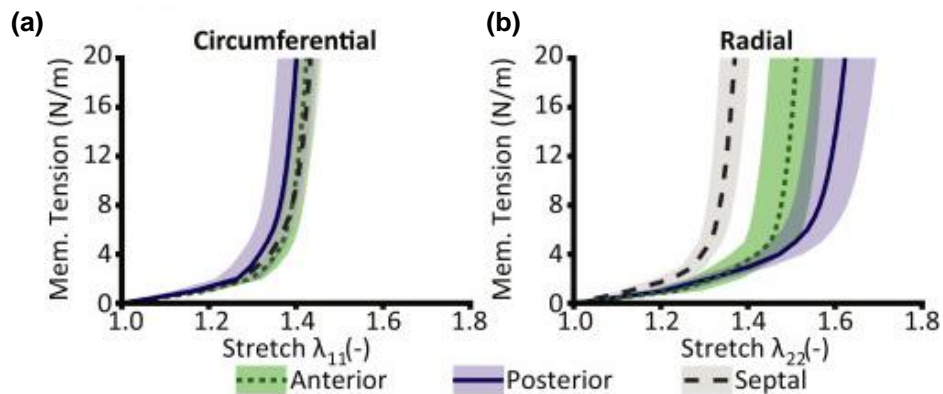 (a)
Circumferential
Mem. Tension (N/m)
20
16
12
8
4
0
1.0 1.2 1.4 1.6 1.8
Stretch λ11(-)
(b)
Radial
Mem. Tension (N/m)
20
16
12
8
4
0
1.0 1.2 1.4 1.6 1.8
Stretch λ22(-)
Anterior Posterior Septal